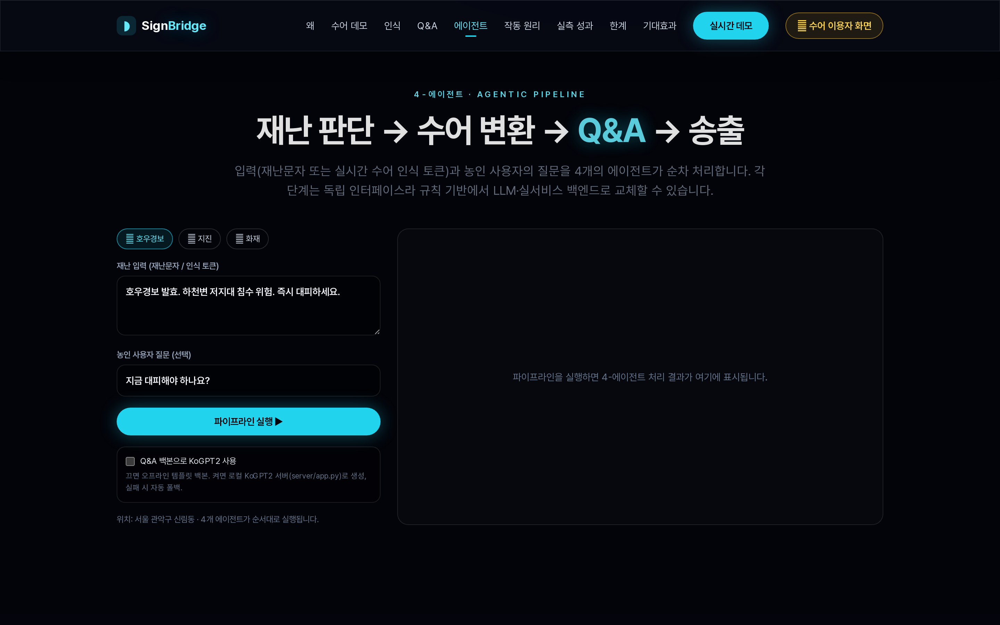 SignBridge
왜
수어 데모
인식
Q&A
에이전트
작동 원리
실측 성과
한계
기대효과
실시간 데모
수어 이용자 화면
4-에이전트 · AGENTIC PIPELINE
재난 판단 → 수어 변환 → Q&A → 송출
입력(재난문자 또는 실시간 수어 인식 토큰)과 농인 사용자의 질문을 4개의 에이전트가 순차 처리합니다. 각
단계는 독립 인터페이스라 규칙 기반에서 LLM·실서비스 백엔드로 교체할 수 있습니다.
호우경보
지진
화재
재난 입력 (재난문자 / 인식 토큰)
호우경보 발효. 하천변 저지대 침수 위험. 즉시 대피하세요.
농인 사용자 질문 (선택)
지금 대피해야 하나요?
파이프라인 실행 ▶
Q&A 백본으로 KoGPT2 사용
끄면 오프라인 템플릿 백본. 켜면 로컬 KoGPT2 서버(server/app.py)로 생성,
실패 시 자동 폴백.
위치: 서울 관악구 신림동 · 4개 에이전트가 순서대로 실행됩니다.
파이프라인을 실행하면 4-에이전트 처리 결과가 여기에 표시됩니다.